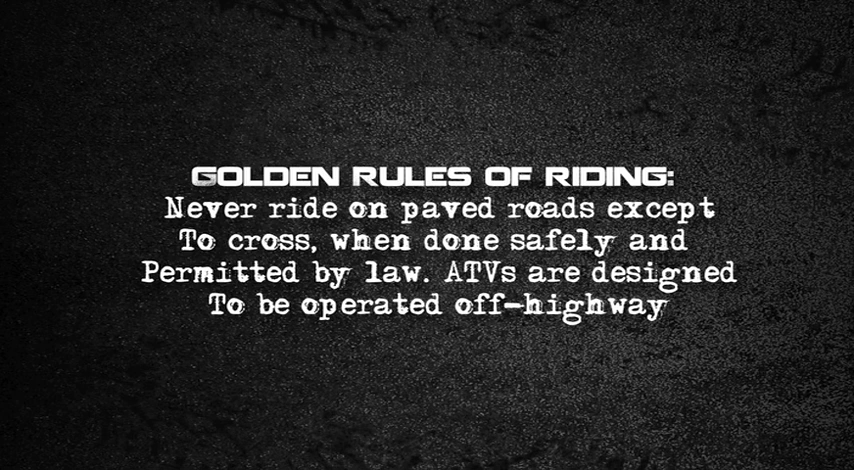 GOLDEN RULES OF RIDING:
Never ride on paved roads except
To cross, when done safely and
Permitted by law. ATVs are designed
To be operated off-highway